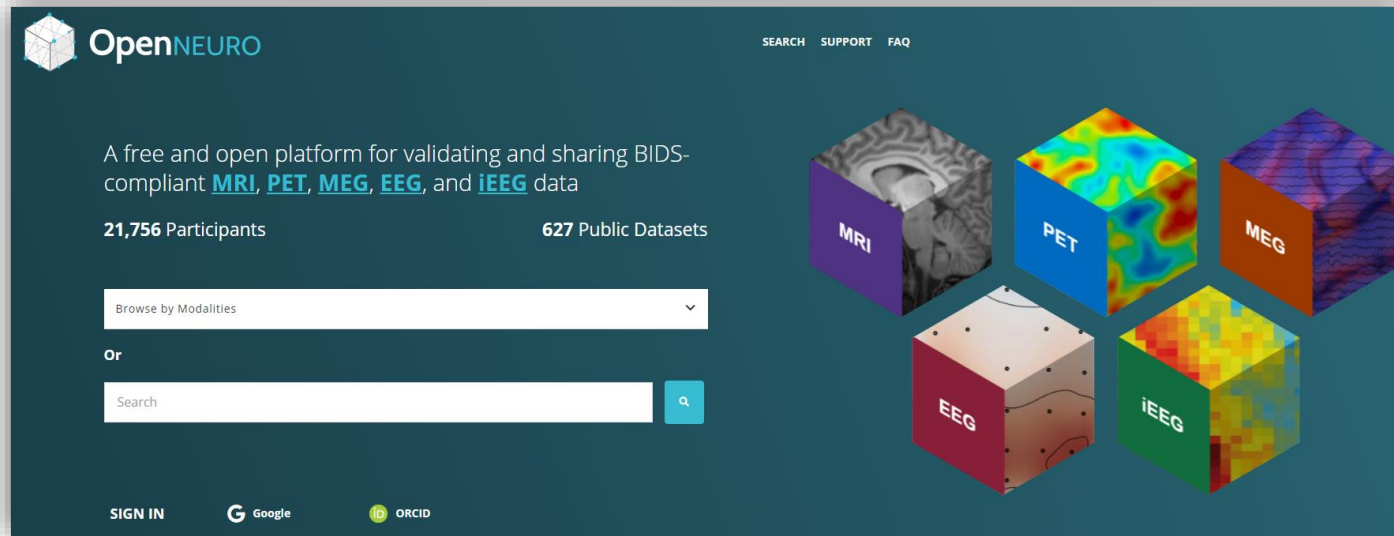 OpenNEURO
SEARCH SUPPORT FAQ
A free and open platform for validating and sharing BIDS-
compliant MRI, PET, MEG, EEG, and iEEG data
21,756 Participants
627 Public Datasets
Browse by Modalities
Or
Search
SIGN IN
Google
iD ORCID
MRI
PET
MEG
EEG
iEEG